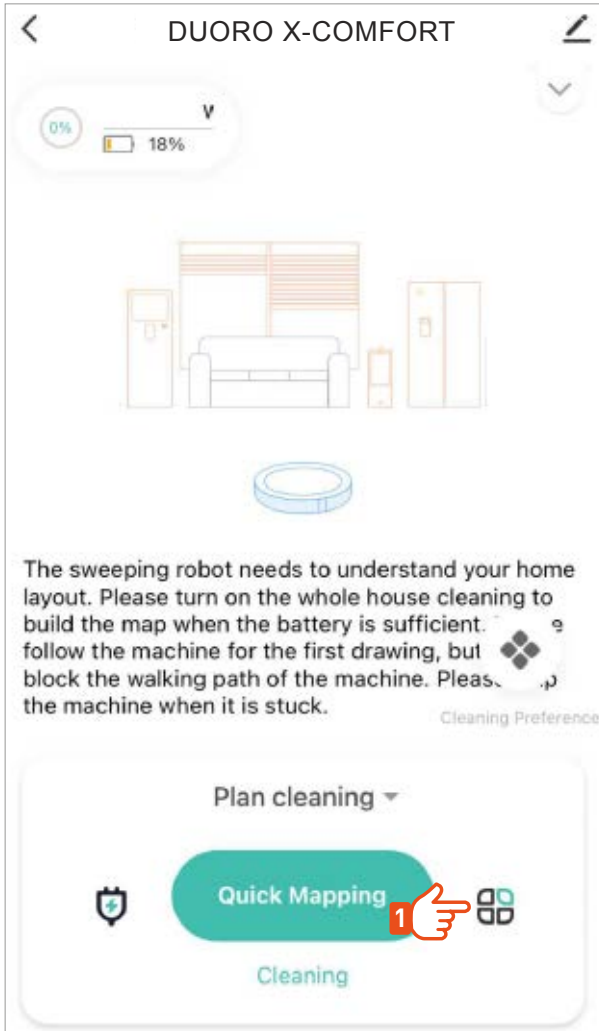 DUORO X-COMFORT
0%
18%
The sweeping robot needs to understand your home
layout. Please turn on the whole house cleaning to
build the map when the battery is sufficient.
follow the machine for the first drawing, but
block the walking path of the machine.
the machine when it is stuck.
Cleaning Preference
Plan cleaning
Quick Mapping
1
Cleaning